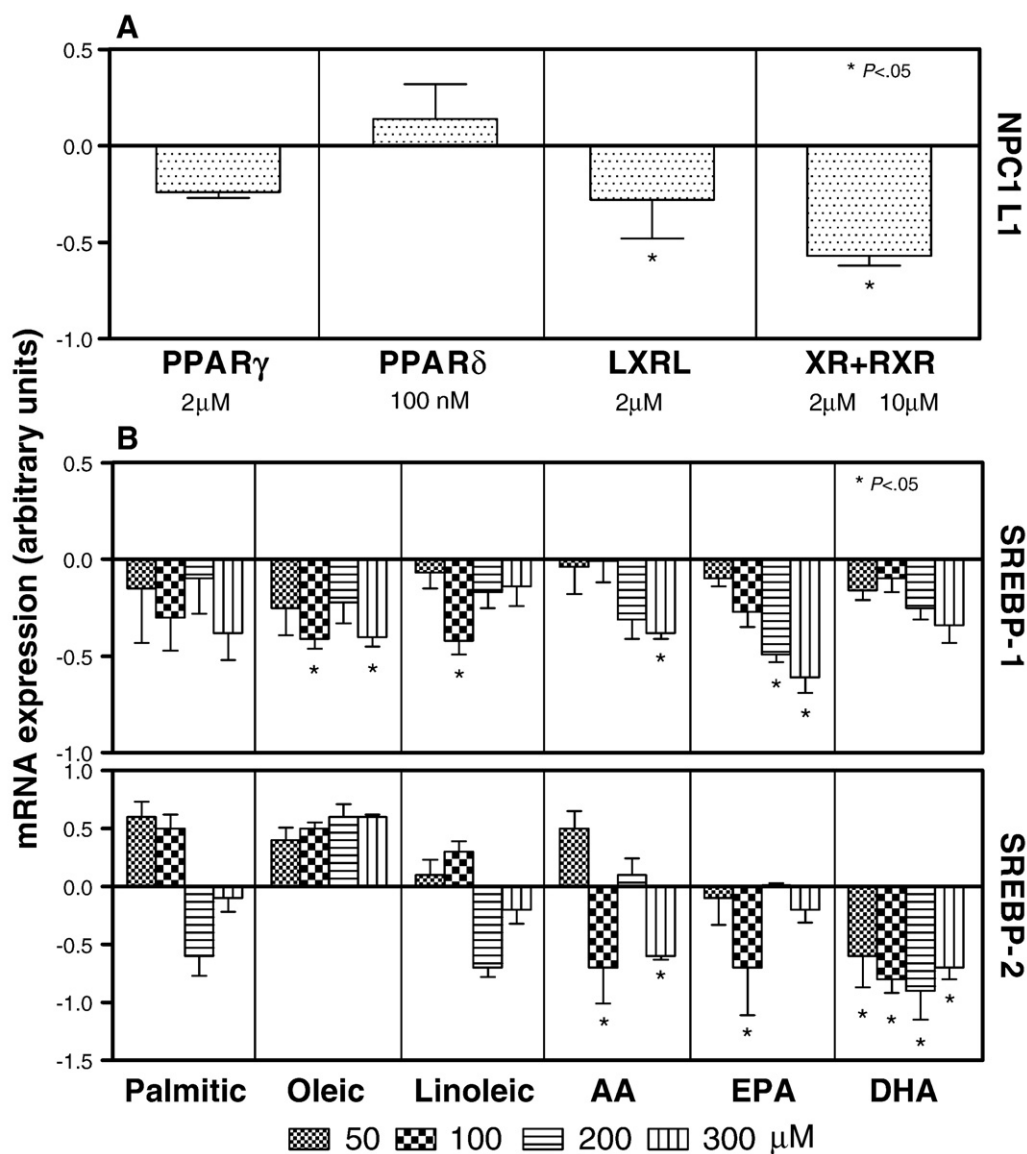 A
0.5
* P<.05
0.0
-0.5
*
*
-1.0
NPC1L1
PPARγ PPARδ LXRL XR+RXR
2μM 100 nM 2μM 2μM 10μM
mRNA expression (arbitrary units)
B
0.5
* P<.05
0.0
-0.5
* * * * * *
-1.0
SREBP-1
1.0
0.5
0.0
-0.5
-1.0
* * * * * * *
-1.5
SREBP-2
Palmitic Oleic Linoleic AA EPA DHA
50 100 200 300 μM